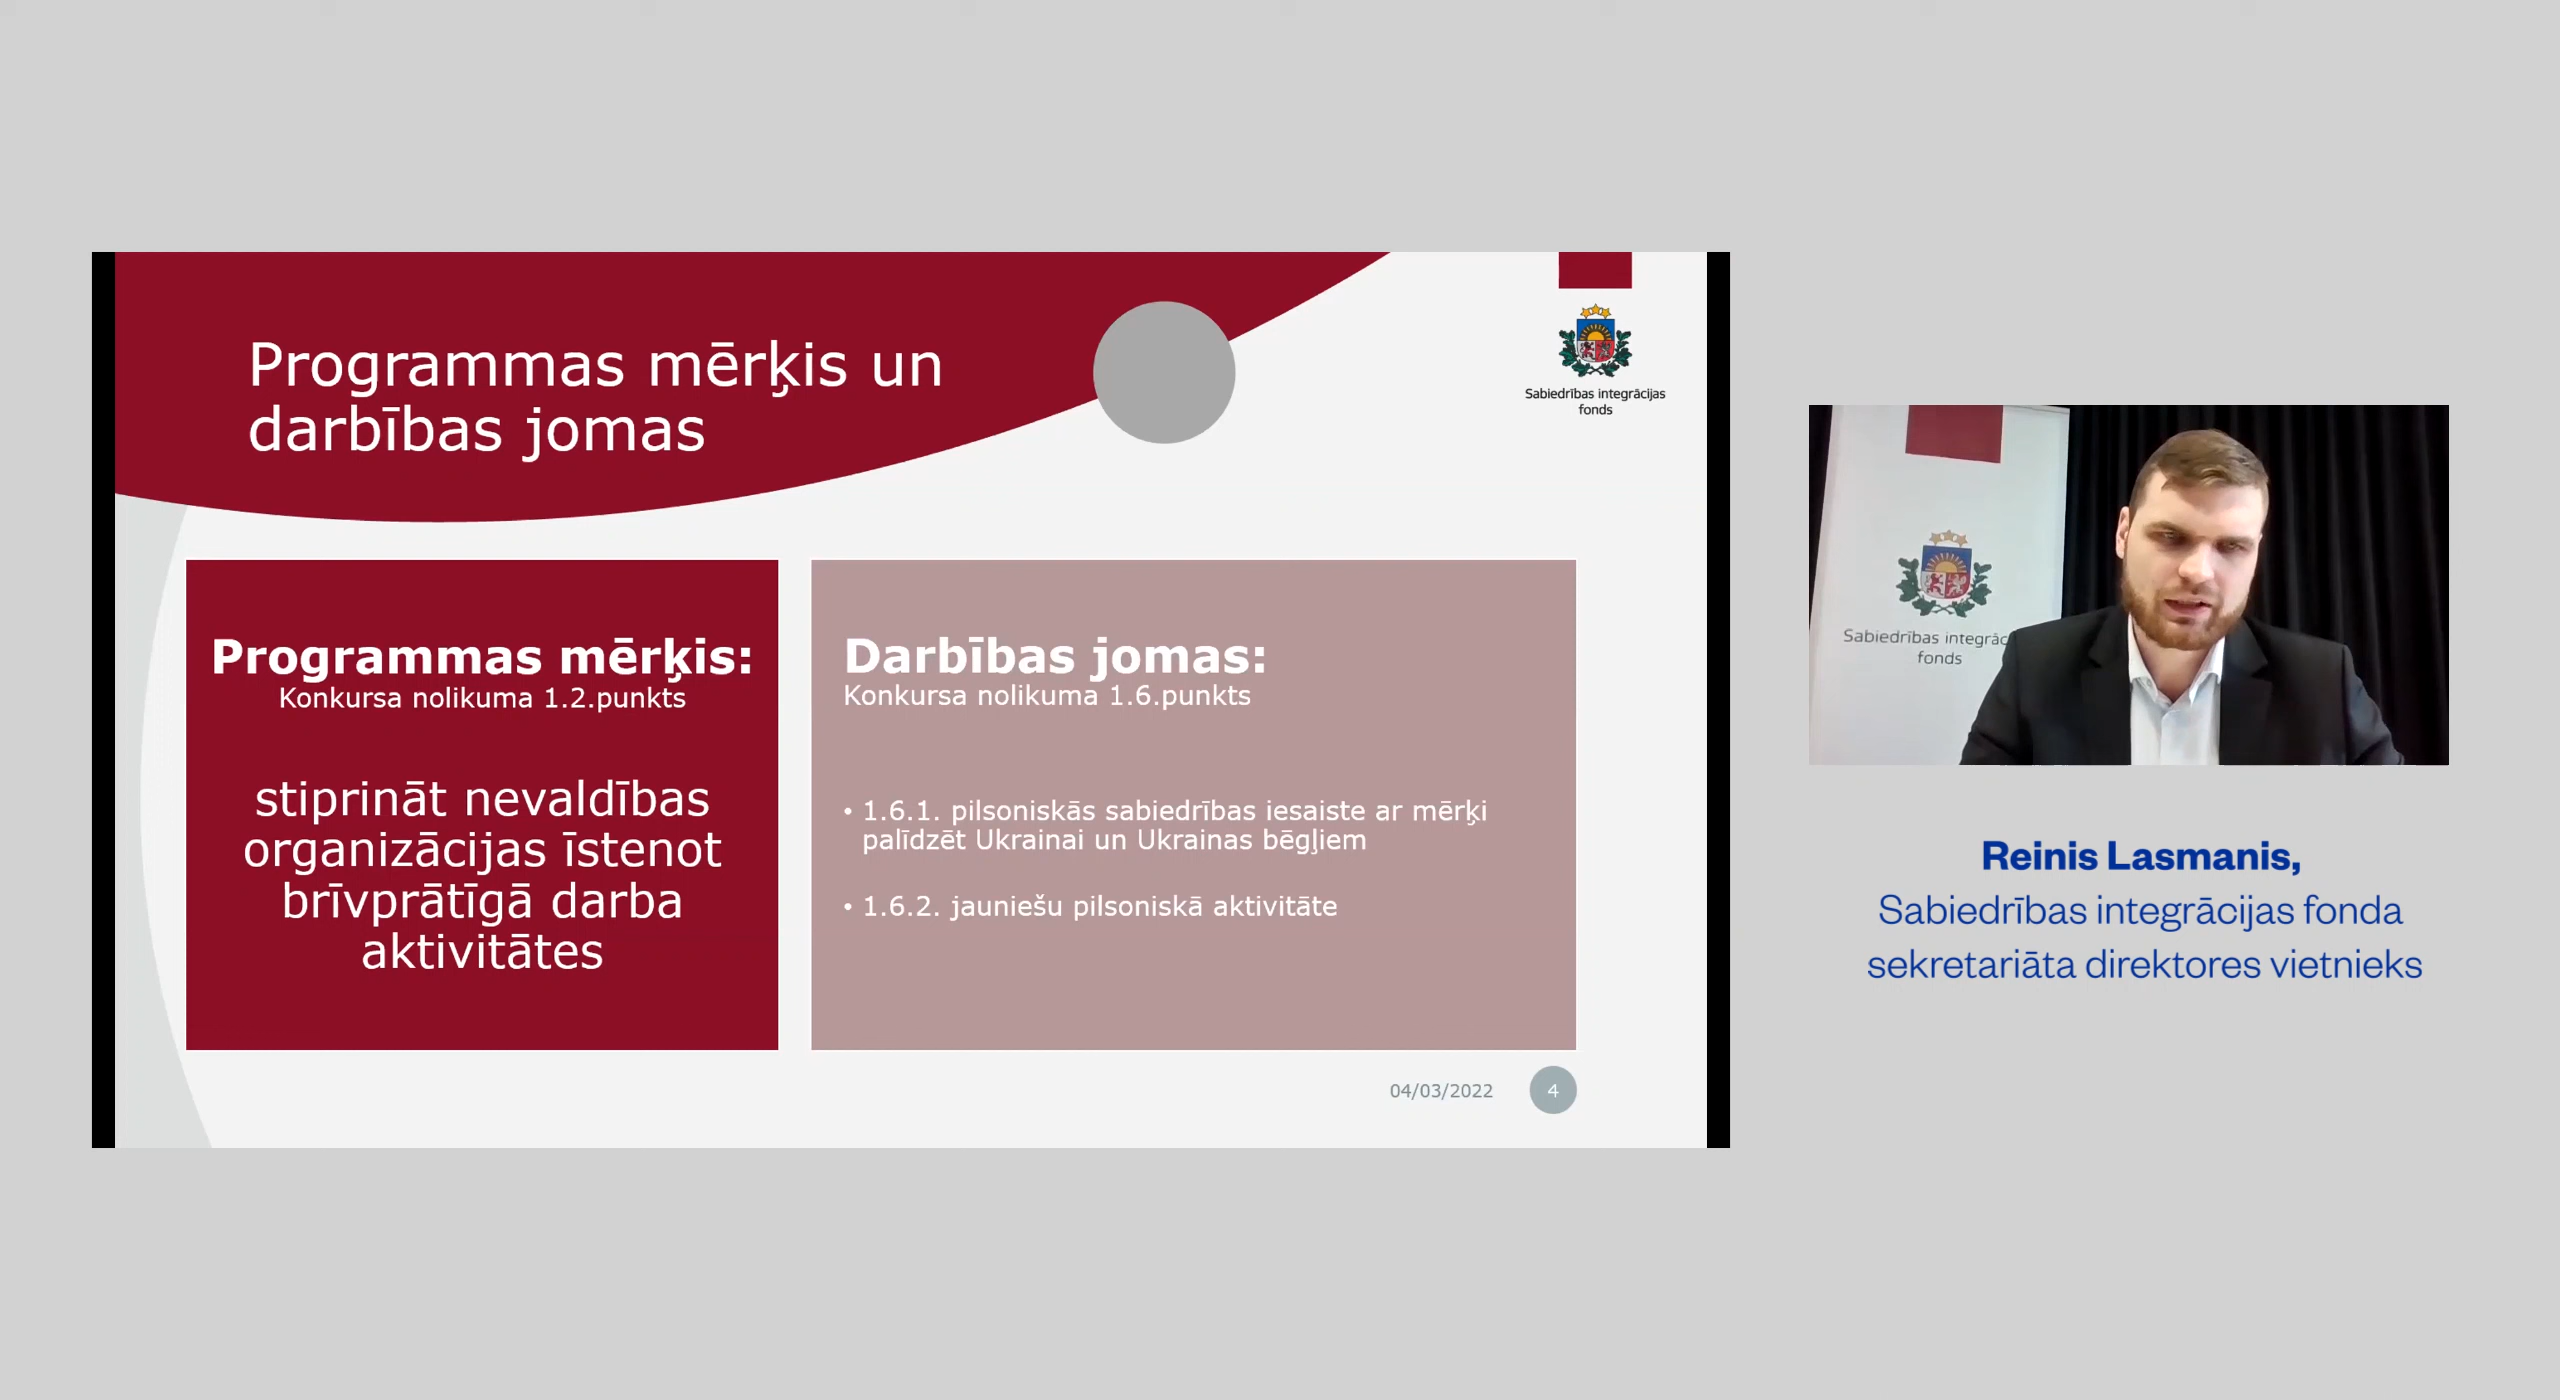 Programmas mērķis un
darbības jomas
Sabiedrības integrācijas
fonds
Programmas mērķis:
Konkursa nolikuma 1.2.punkts
stiprināt nevaldības
organizācijas īstenot
brīvprātīgā darba
aktivitātes
Darbības jomas:
Konkursa nolikuma 1.6.punkts
• 1.6.1. pilsoniskās sabiedrības iesaiste ar mērķi
palīdzēt Ukrainai un Ukrainas bēgļiem
• 1.6.2. jauniešu pilsoniskā aktivitāte
04/03/2022
4
Sabiedrības integrāc
fonds
Reinis Lasmanis,
Sabiedrības integrācijas fonda
sekretariāta direktores vietnieks